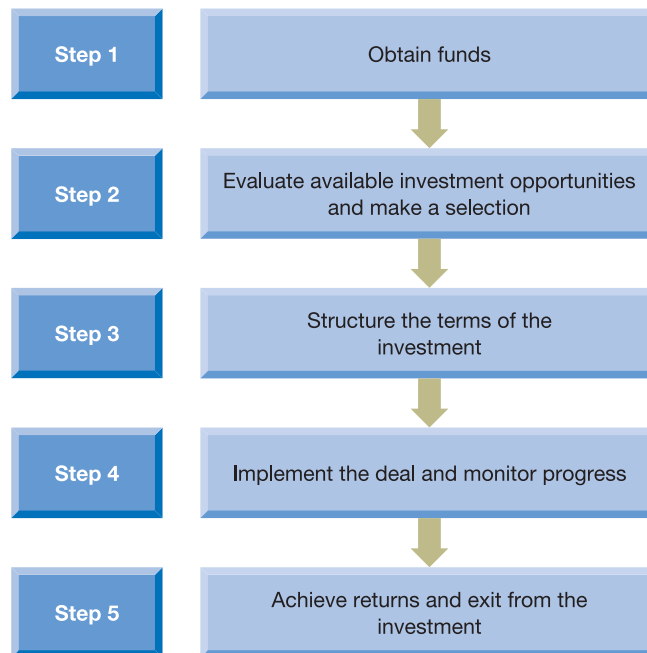 Step 1
Obtain funds
Step 2
Evaluate available investment opportunities
and make a selection
Step 3
Structure the terms of the
investment
Step 4
Implement the deal and monitor progress
Step 5
Achieve returns and exit from the
investment